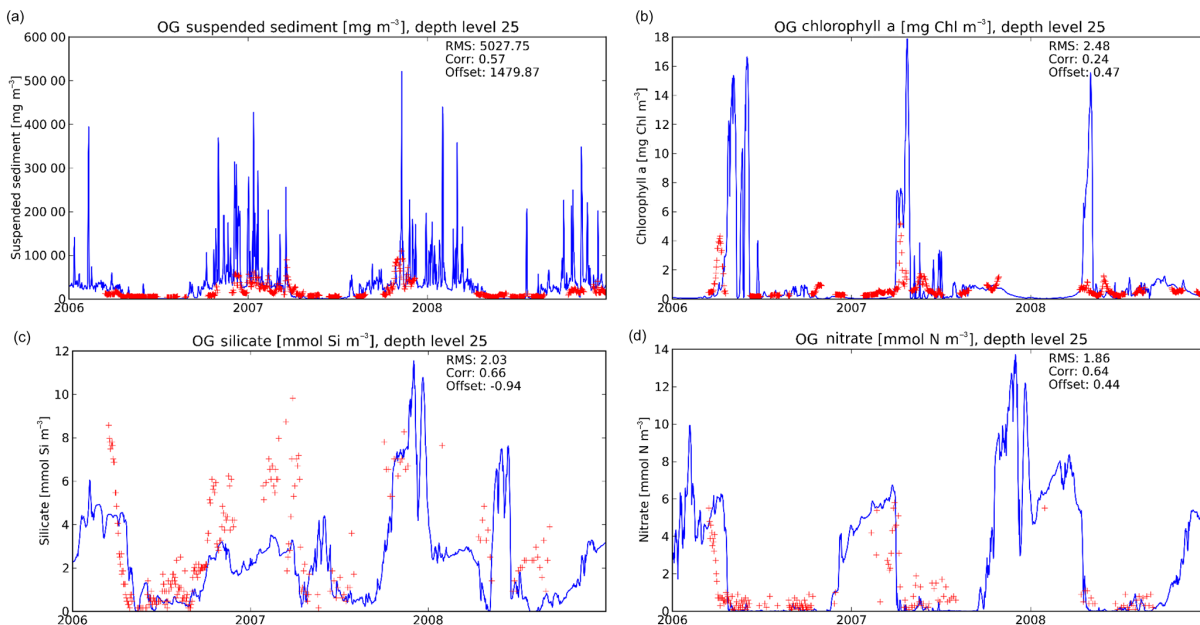 (a)
OG suspended sediment [mg m⁻³], depth level 25
RMS: 5027.75
Corr: 0.57
Offset: 1479.87
Suspended sediment [mg m⁻³]
600 00
500 00
400 00
300 00
200 00
100 00
0
2006 2007 2008
(b)
OG chlorophyll a [mg Chl m⁻³], depth level 25
RMS: 2.48
Corr: 0.24
Offset: 0.47
Chlorophyll a [mg Chl m⁻³]
18
16
14
12
10
8
6
4
2
0
2006 2007 2008
(c)
OG silicate [mmol Si m⁻³], depth level 25
RMS: 2.03
Corr: 0.66
Offset: -0.94
Silicate [mmol Si m⁻³]
12
10
8
6
4
2
0
2006 2007 2008
(d)
OG nitrate [mmol N m⁻³], depth level 25
RMS: 1.86
Corr: 0.64
Offset: 0.44
Nitrate [mmol N m⁻³]
14
12
10
8
6
4
2
0
2006 2007 2008